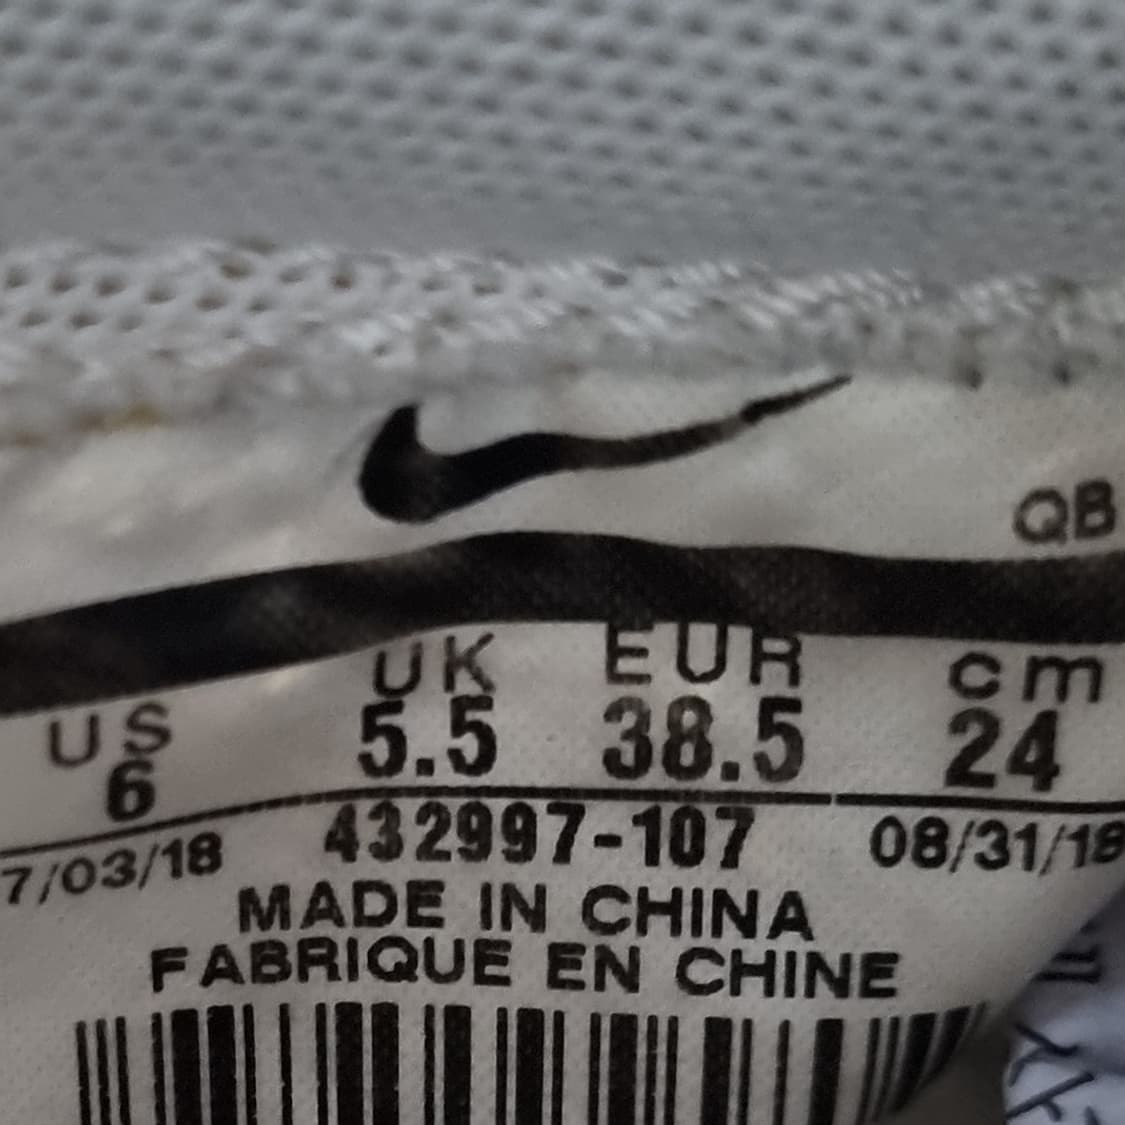 QB
US UK EUR cm
6 5.5 38.5 24
7/03/18 432997-107 08/31/18
MADE IN CHINA
FABRIQUE EN CHINE